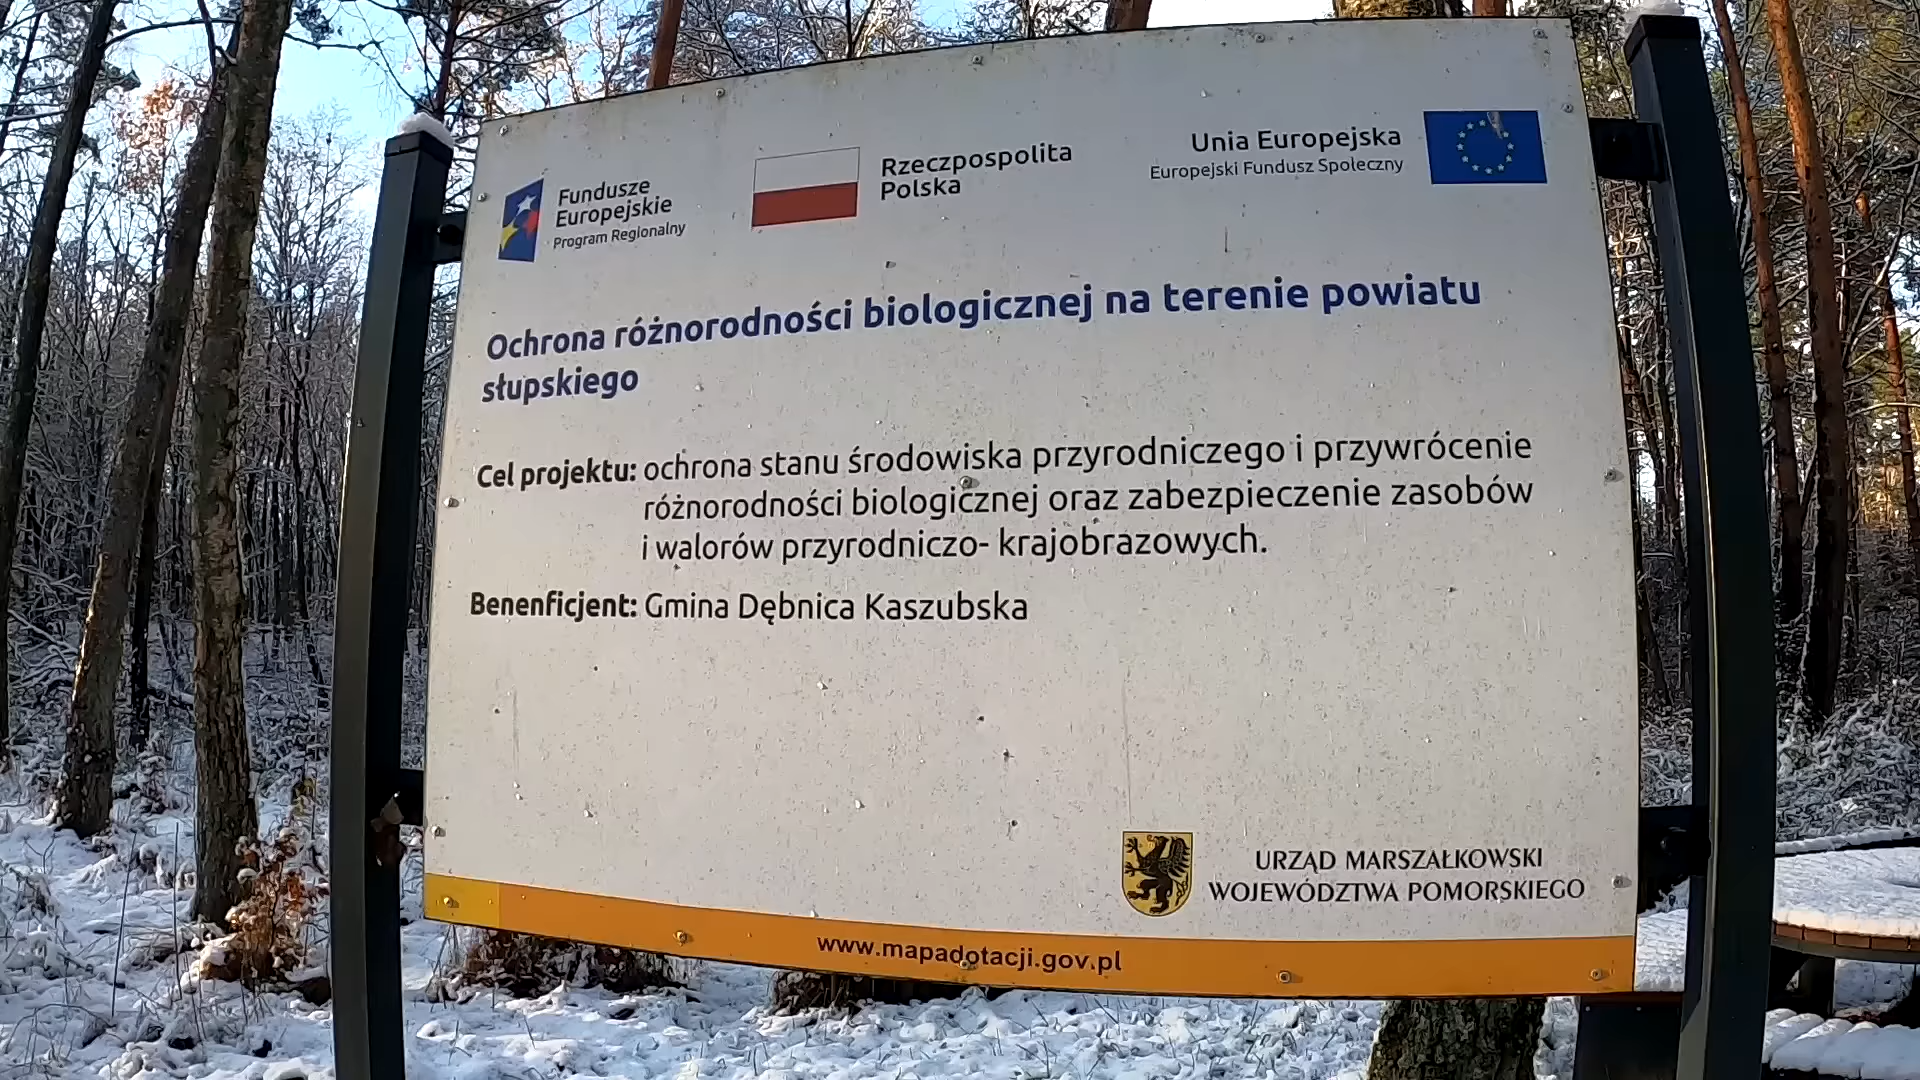 Fundusze
Europejskie
Program Regionalny
Rzeczpospolita
Polska
Unia Europejska
Europejski Fundusz Społeczny
Ochrona różnorodności biologicznej na terenie powiatu
słupskiego
Cel projektu: ochrona stanu środowiska przyrodniczego i przywrócenie
różnorodności biologicznej oraz zabezpieczenie zasobów
i walorów przyrodniczo- krajobrazowych.
Benenficjent: Gmina Dębnica Kaszubska
URZĄD MARSZAŁKOWSKI
WOJEWÓDZTWA POMORSKIEGO
www.mapadotacji.gov.pl